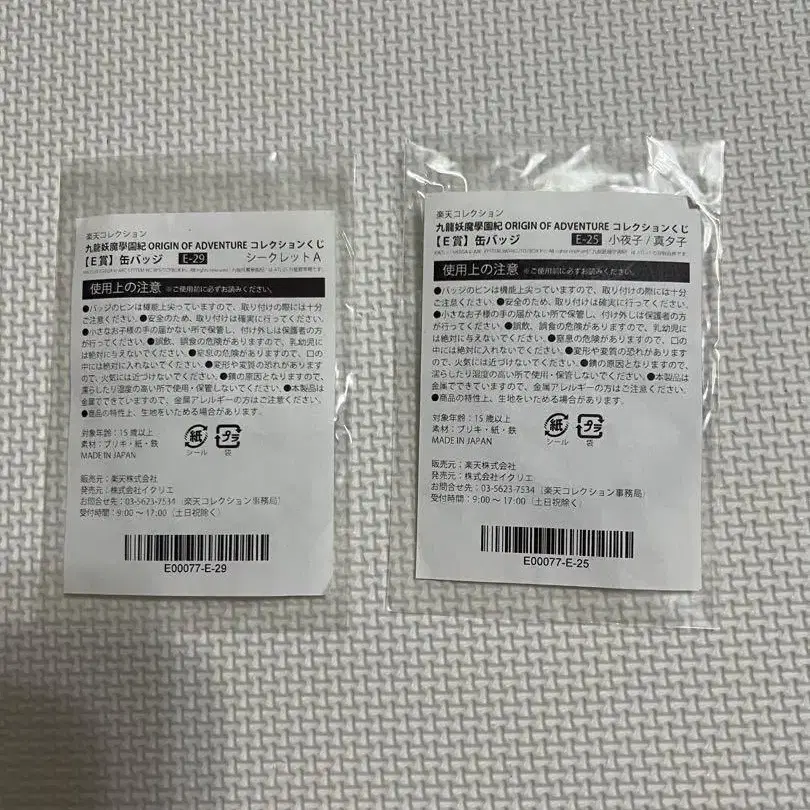 楽天コレクション
九龍妖魔學園紀 ORIGIN OF ADVENTURE コレクションくじ
【E賞】缶バッジ E-29 シークレットA
使用上の注意 ※ご使用前に必ずお読みください。
●バッジのピンは機能上尖っていますので、取り付けの際には十分
ご注意ください。●安全のため、取り付けは確実に行ってください。
●小さなお子様の手の届かない所で保管し、付け外しは保護者の方
が行ってください。●誤飲、誤食の危険がありますので、乳幼児に
は絶対に与えないでください。●窒息の危険がありますので、口の
中には絶対に入れないでください。●変形や変質の恐れがあります
ので、火気には近づけないでください。●錆の原因となりますので、
濡らしたり湿度の高い所で使用・保管しないでください。●本製品は
金属でできていますので、金属アレルギーの方はご注意ください。
●商品の特性上、生地をいためる場合があります。
対象年齢：15歳以上
素材：ブリキ・紙・鉄
MADE IN JAPAN
紙
シール
プラ
袋
販売元：楽天株式会社
発売元：株式会社イクリエ
お問合せ先：03-5623-7534（楽天コレクション事務局）
受付時間：9:00〜17:00（土日祝除く）
E00077-E-29
楽天コレクション
九龍妖魔學園紀 ORIGIN OF ADVENTURE コレクションくじ
【E賞】缶バッジ E-25 小夜子/真夕子
使用上の注意 ※ご使用前に必ずお読みください。
●バッジのピンは機能上尖っていますので、取り付けの際には十分
ご注意ください。●安全のため、取り付けは確実に行ってください。
●小さなお子様の手の届かない所で保管し、付け外しは保護者の方
が行ってください。●誤飲、誤食の危険がありますので、乳幼児に
は絶対に与えないでください。●窒息の危険がありますので、口の
中には絶対に入れないでください。●変形や変質の恐れがあります
ので、火気には近づけないでください。●錆の原因となりますので、
濡らしたり湿度の高い所で使用・保管しないでください。●本製品は
金属でできていますので、金属アレルギーの方はご注意ください。
●商品の特性上、生地をいためる場合があります。
対象年齢：15歳以上
素材：ブリキ・紙・鉄
MADE IN JAPAN
紙
シール
プラ
袋
販売元：楽天株式会社
発売元：株式会社イクリエ
お問合せ先：03-5623-7534（楽天コレクション事務局）
受付時間：9:00〜17:00（土日祝除く）
E00077-E-25